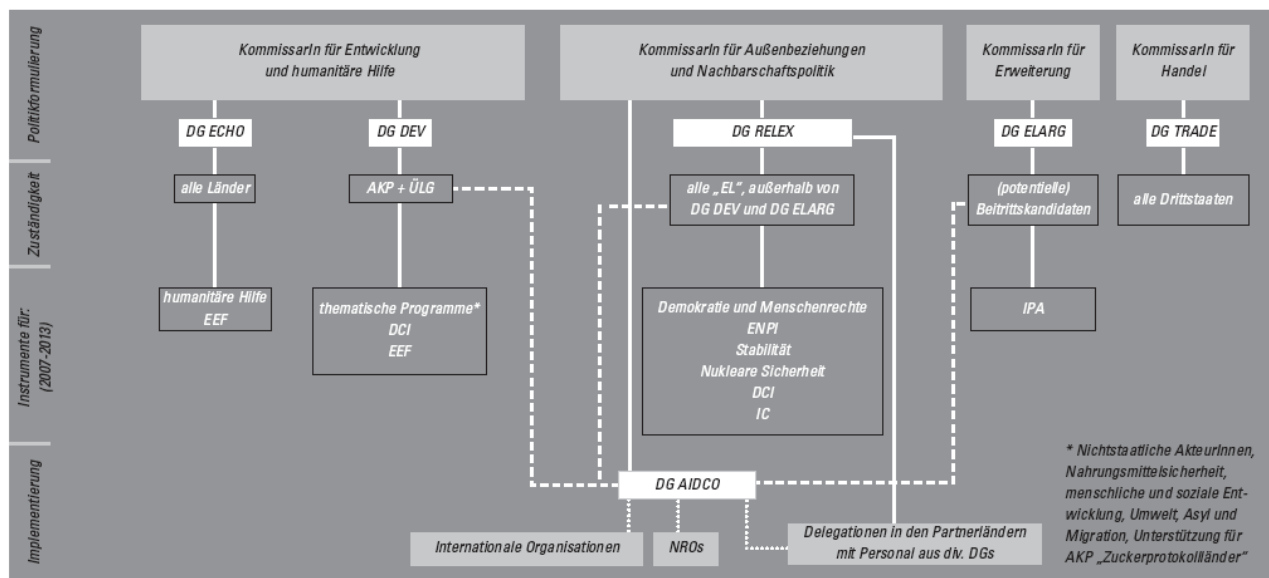 Politikformulierung
KommissarIn für Entwicklung
und humanitäre Hilfe
KommissarIn für Außenbeziehungen
und Nachbarschaftspolitik
KommissarIn für
Erweiterung
KommissarIn für
Handel
DG ECHO
DG DEV
DG RELEX
DG ELARG
DG TRADE
Zuständigkeit
alle Länder
AKP + ÜLG
alle „EL“, außerhalb von
DG DEV und DG ELARG
(potentielle)
Beitrittskandidaten
alle Drittstaaten
Instrumente für:
(2007-2013)
humanitäre Hilfe
EEF
thematische Programme*
DCI
EEF
Demokratie und Menschenrechte
ENPI
Stabilität
Nukleare Sicherheit
DCI
IC
IPA
Implementierung
DG AIDCO
Internationale Organisationen
NROs
Delegationen in den Partnerländern
mit Personal aus div. DGs
* Nichtstaatliche AkteurInnen,
Nahrungsmittelsicherheit,
menschliche und soziale Ent-
wicklung, Umwelt, Asyl und
Migration, Unterstützung für
AKP „Zuckerprotokollländer“